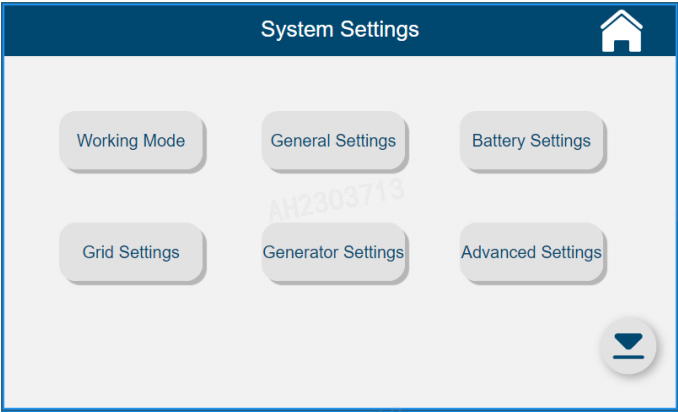 System Settings
Working Mode
General Settings
Battery Settings
AH2303713
Grid Settings
Generator Settings
Advanced Settings